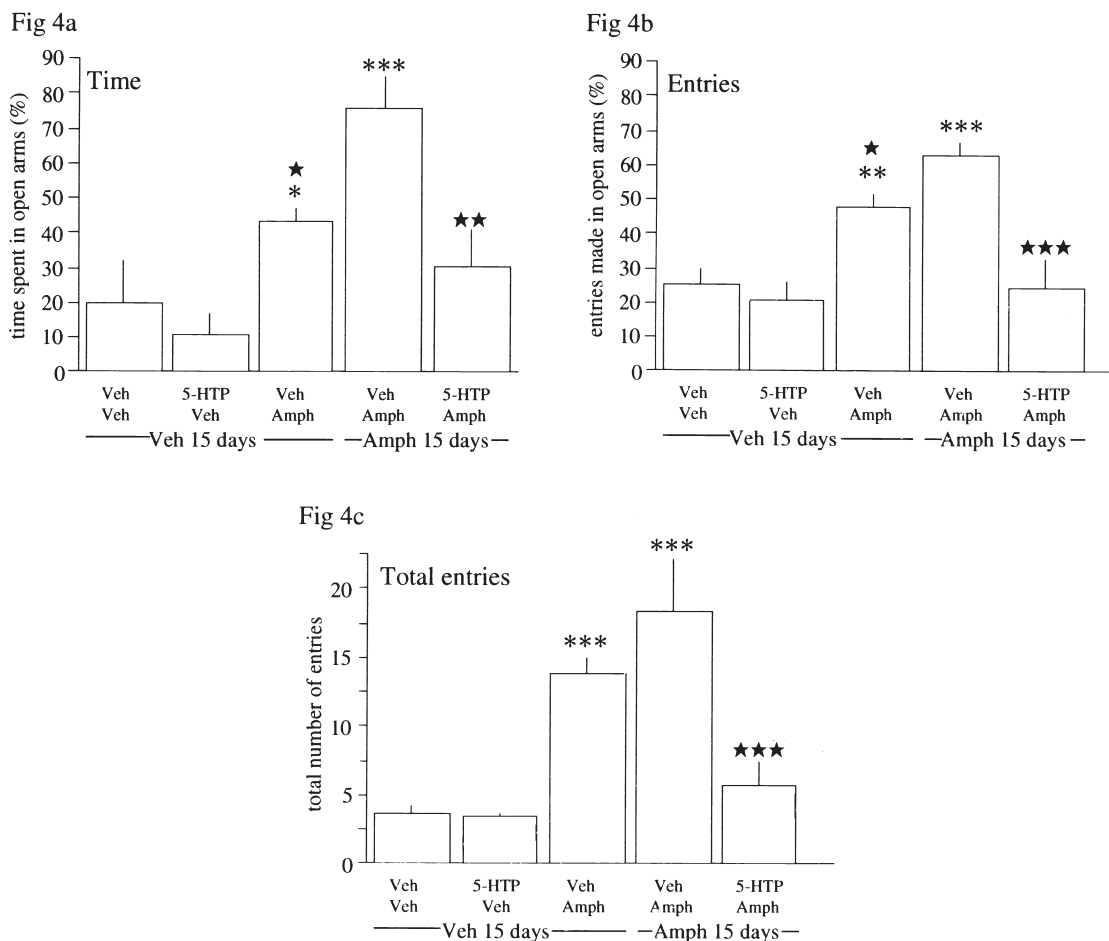 Fig 4a
Time
time spent in open arms (%)
90
80
70
60
50
40
30
20
10
0
★
*
***
★★
Veh 5-HTP Veh Veh 5-HTP
Veh Veh Amph Amph Amph
Veh 15 days Amph 15 days
Fig 4b
Entries
entries made in open arms (%)
90
80
70
60
50
40
30
20
10
0
★
**
***
★★★
Veh 5-HTP Veh Veh 5-HTP
Veh Veh Amph Amph Amph
Veh 15 days Amph 15 days
Fig 4c
Total entries
total number of entries
20
15
10
5
0
***
***
★★★
Veh 5-HTP Veh Veh 5-HTP
Veh Veh Amph Amph Amph
Veh 15 days Amph 15 days